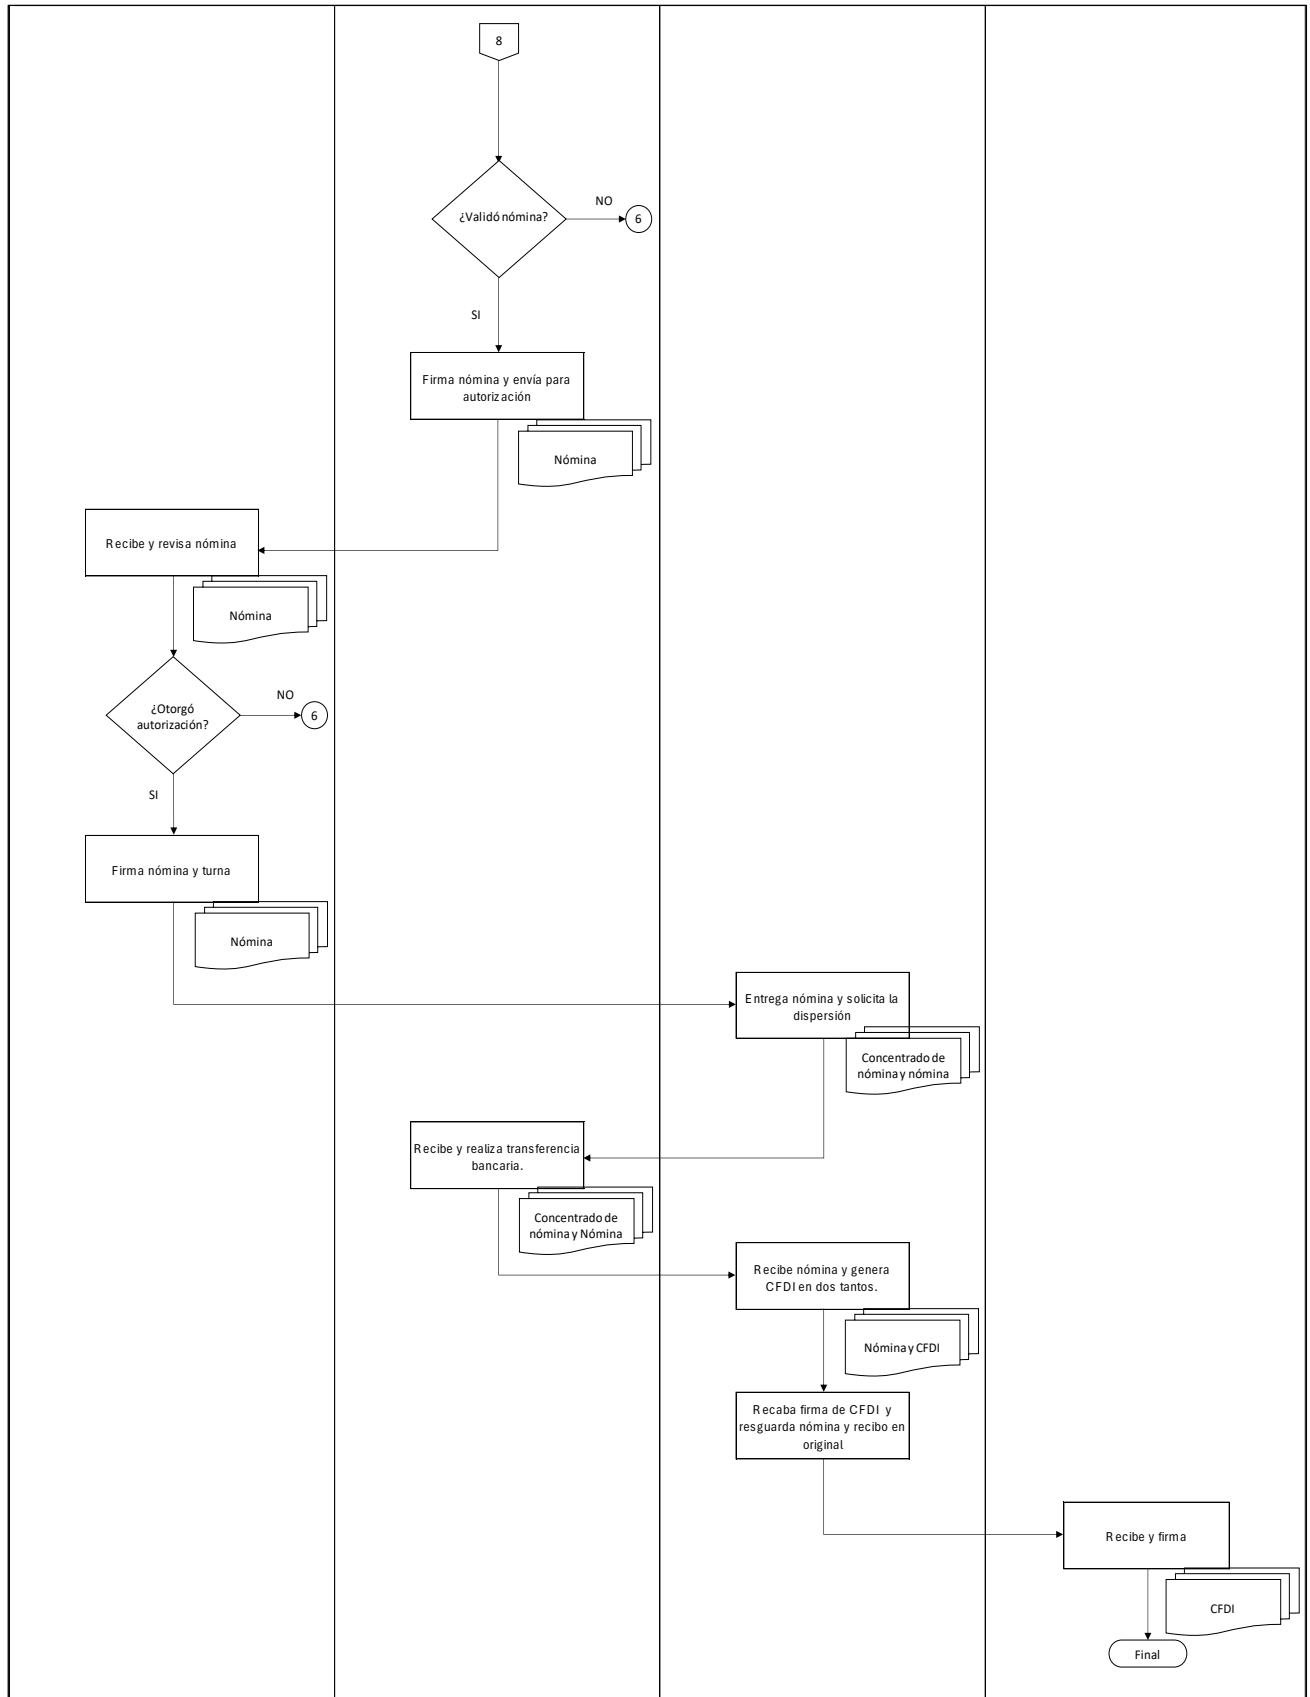 8
¿Validó nómina?
NO
6
SI
Firma nómina y envía para
autorización
Nómina
Recibe y revisa nómina
Nómina
¿Otorgó
autorización?
NO
6
SI
Firma nómina y turna
Nómina
Entrega nómina y solicita la
dispersión
Concentrado de
nómina y nómina
Recibe y realiza transferencia
bancaria.
Concentrado de
nómina y Nómina
Recibe nómina y genera
CFDI en dos tantos.
Nómina y CFDI
Recaba firma de CFDI y
resguarda nómina y recibo en
original
Recibe y firma
CFDI
Final